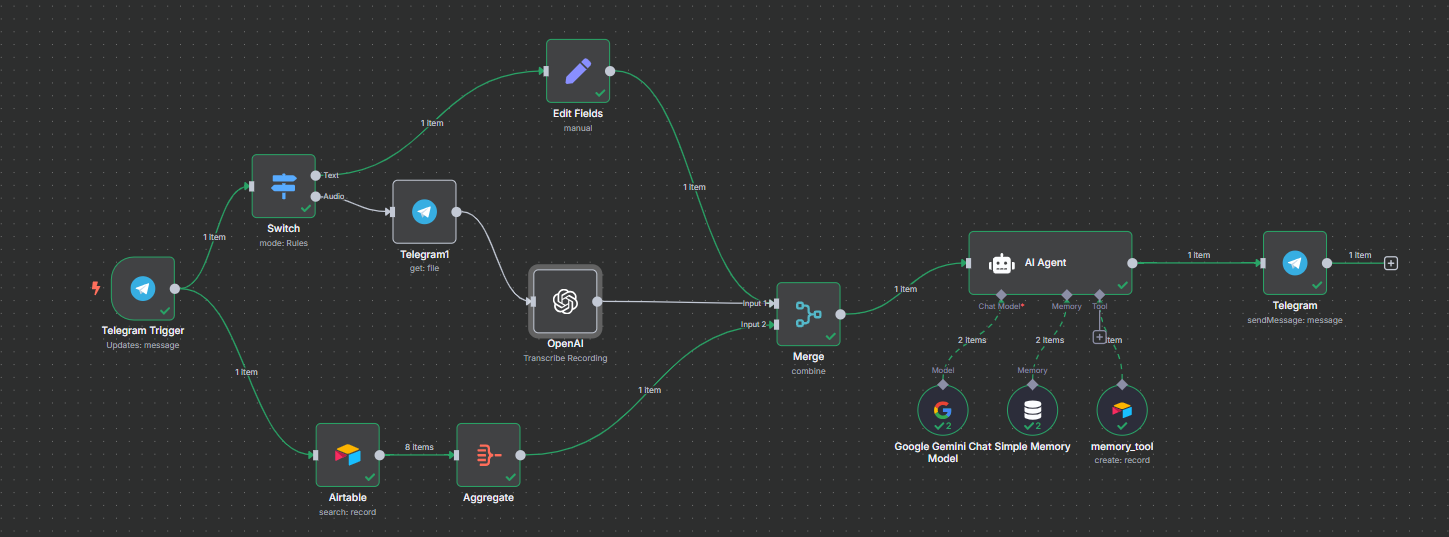 Edit Fields
manual
1 Item
1 Item
Text
Audio
Switch
mode: Rules
Telegram1
get: file
1 Item
Telegram Trigger
Updates: message
OpenAI
Transcribe Recording
Input 1
Input 2
Merge
combine
1 Item
AI Agent
Chat Model*
Memory
Tool
1 Item
1 Item
Telegram
sendMessage: message
2 Items
2 Items
Item
Model
Memory
2
2
Google Gemini Chat
Model
Simple Memory
memory_tool
create: record
1 Item
1 Item
8 Items
Airtable
search: record
Aggregate